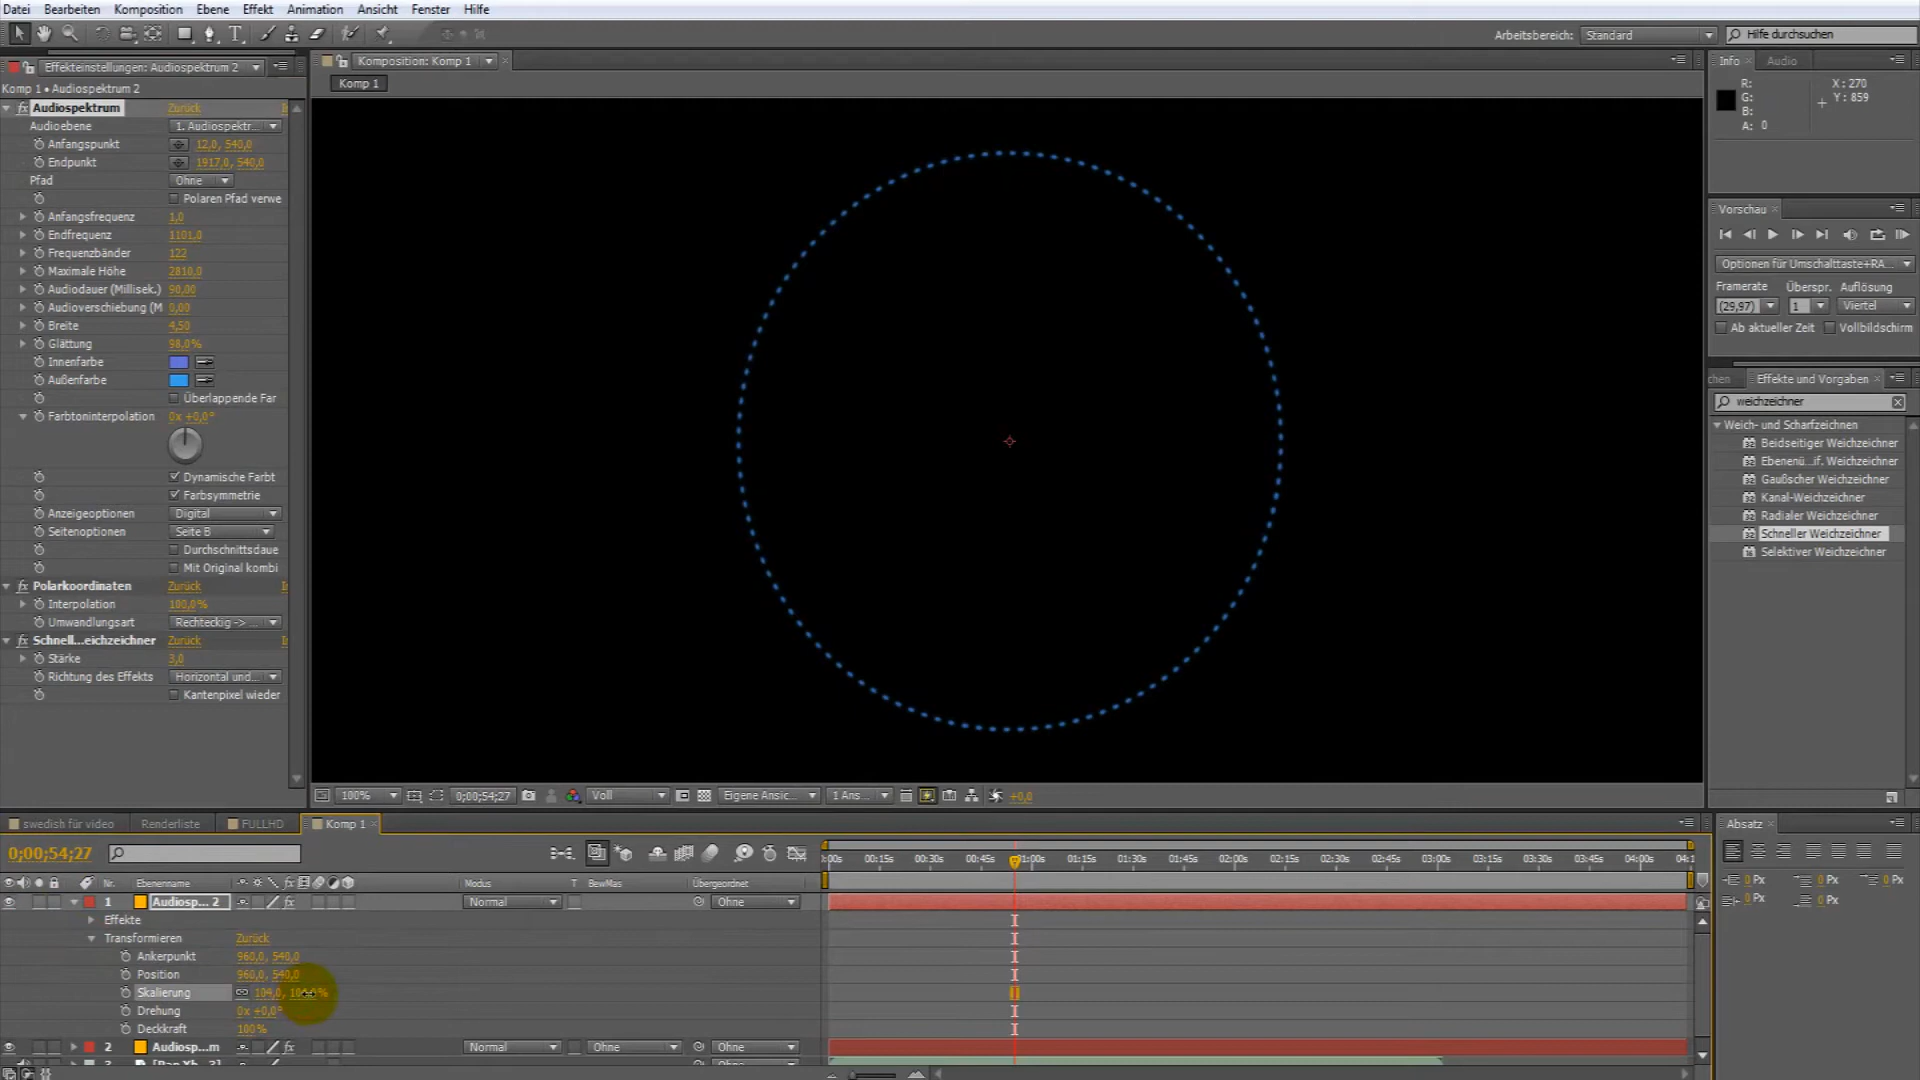 Datei Bearbeiten Komposition Ebene Effekt Animation Ansicht Fenster Hilfe
Arbeitsbereich: Standard
Hilfe durchsuchen
Effekteinstellungen: Audiospektrum 2
Komp 1 • Audiospektrum 2
Audiospektrum Zurück
Audioebene 1. Audiospektr...
Anfangspunkt 12,0, 540,0
Endpunkt 1917,0, 540,0
Pfad Ohne
Polaren Pfad verwe
Anfangsfrequenz 1,0
Endfrequenz 1101,0
Frequenzbänder 122
Maximale Höhe 2810,0
Audiodauer (Millisek.) 90,00
Audioverschiebung (M 0,00
Breite 4,50
Glättung 98,0%
Innenfarbe
Außenfarbe
Überlappende Far
Farbtoninterpolation 0x +0,0°
Dynamische Farbt
Farbsymmetrie
Anzeigeoptionen Digital
Seitenoptionen Seite B
Durchschnittsdaue
Mit Original kombi
Polarkoordinaten Zurück
Interpolation 100,0%
Umwandlungsart Rechteckig -> ...
Schnell...eichzeichner Zurück
Stärke 3,0
Richtung des Effekts Horizontal und...
Kantenpixel wieder
Komposition: Komp 1
Komp 1
100% 0;00;54;27 Voll Eigene Ansic... 1 Ans... +0,0
Info Audio
R: X : 270
G: Y : 859
B:
A: 0
Vorschau
Optionen für Umschalttaste+RA...
Framerate Überspr. Auflösung
(29,97) 1 Viertel
Ab aktueller Zeit Vollbildschirm
chen Effekte und Vorgaben
weichzeichner
Weich- und Scharfzeichnen
Beidseitiger Weichzeichner
Ebenenü...if. Weichzeichner
Gaußscher Weichzeichner
Kanal-Weichzeichner
Radialer Weichzeichner
Schneller Weichzeichner
Selektiver Weichzeichner
swedish für video Renderliste FULLHD Komp 1
0;00;54;27
:00s 00:15s 00:30s 00:45s 01:00s 01:15s 01:30s 01:45s 02:00s 02:15s 02:30s 02:45s 03:00s 03:15s 03:30s 03:45s 04:00s 04:1
Nr. Ebenenname Modus T BewMas Übergeordnet
1 Audiosp... 2 Normal Ohne
Effekte
Transformieren Zurück
Ankerpunkt 960,0, 540,0
Position 960,0, 540,0
Skalierung 104,0, %
Drehung 0x +0,0°
Deckkraft 100%
2 Audiosp...m Normal Ohne Ohne
Absatz
0 Px 0 Px 0 Px
0 Px 0 Px